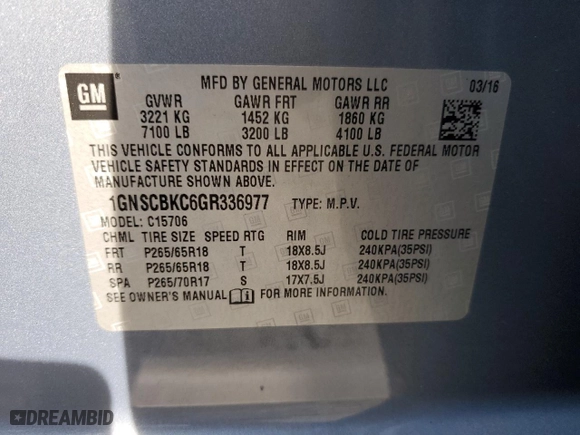 GM
MFD BY GENERAL MOTORS LLC 03/16
GVWR GAWR FRT GAWR RR
3221 KG 1452 KG 1860 KG
7100 LB 3200 LB 4100 LB
THIS VEHICLE CONFORMS TO ALL APPLICABLE U.S. FEDERAL MOTOR
VEHICLE SAFETY STANDARDS IN EFFECT ON THE DATE OF
MANUFACTURE SHOWN ABOVE.
1GNSCBKC6GR336977 TYPE: M.P.V.
MODEL: C15706
CHML TIRE SIZE SPEED RTG RIM COLD TIRE PRESSURE
FRT P265/65R18 T 18X8.5J 240KPA(35PSI)
RR P265/65R18 T 18X8.5J 240KPA(35PSI)
SPA P265/70R17 S 17X7.5J 240KPA(35PSI)
SEE OWNER'S MANUAL FOR MORE INFORMATION
DREAMBID